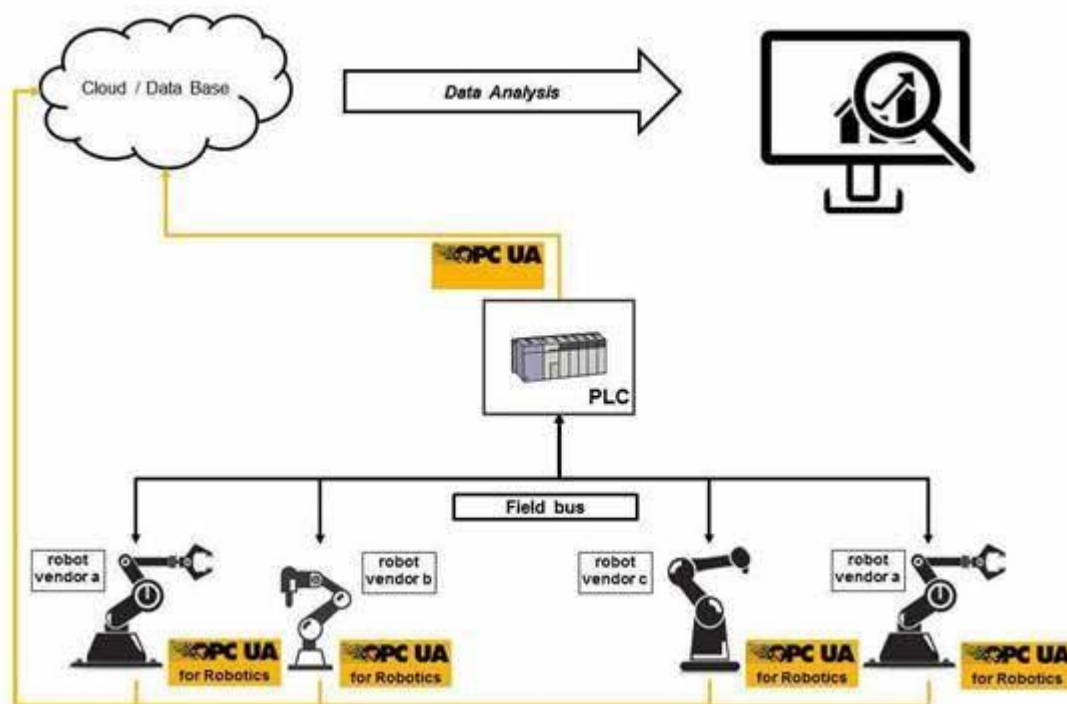 Cloud / Data Base
Data Analysis
OPC UA
PLC
Field bus
robot
vendor a
robot
vendor b
robot
vendor c
robot
vendor a
OPC UA
for Robotics
OPC UA
for Robotics
OPC UA
for Robotics
OPC UA
for Robotics